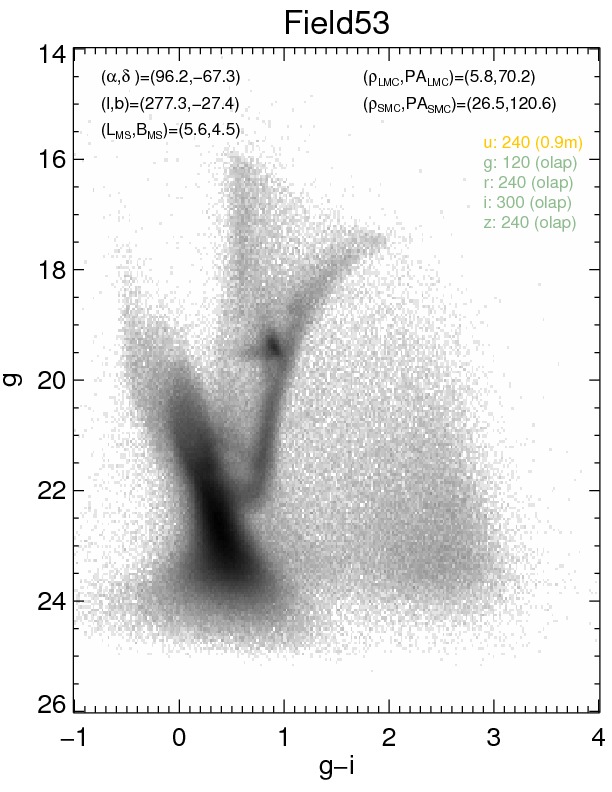 Field53
(α,δ)=(96.2,−67.3)
(ρLMC,PALMC)=(5.8,70.2)
(l,b)=(277.3,−27.4)
(ρSMC,PASMC)=(26.5,120.6)
(LMS,BMS)=(5.6,4.5)
u: 240 (0.9m)
g: 120 (olap)
r: 240 (olap)
i: 300 (olap)
z: 240 (olap)
14
16
18
20
22
24
26
g
−1 0 1 2 3 4
g−i